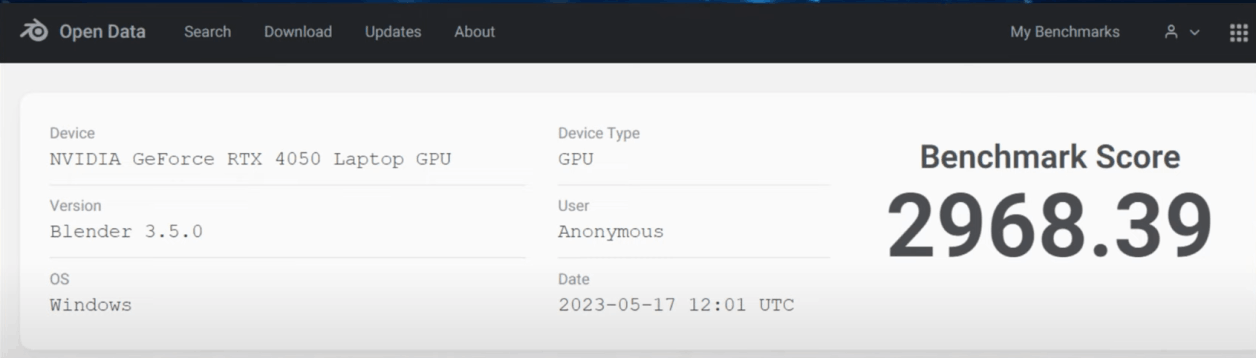 Open Data Search Download Updates About My Benchmarks
Device
NVIDIA GeForce RTX 4050 Laptop GPU
Version
Blender 3.5.0
OS
Windows
Device Type
GPU
User
Anonymous
Date
2023-05-17 12:01 UTC
Benchmark Score
2968.39